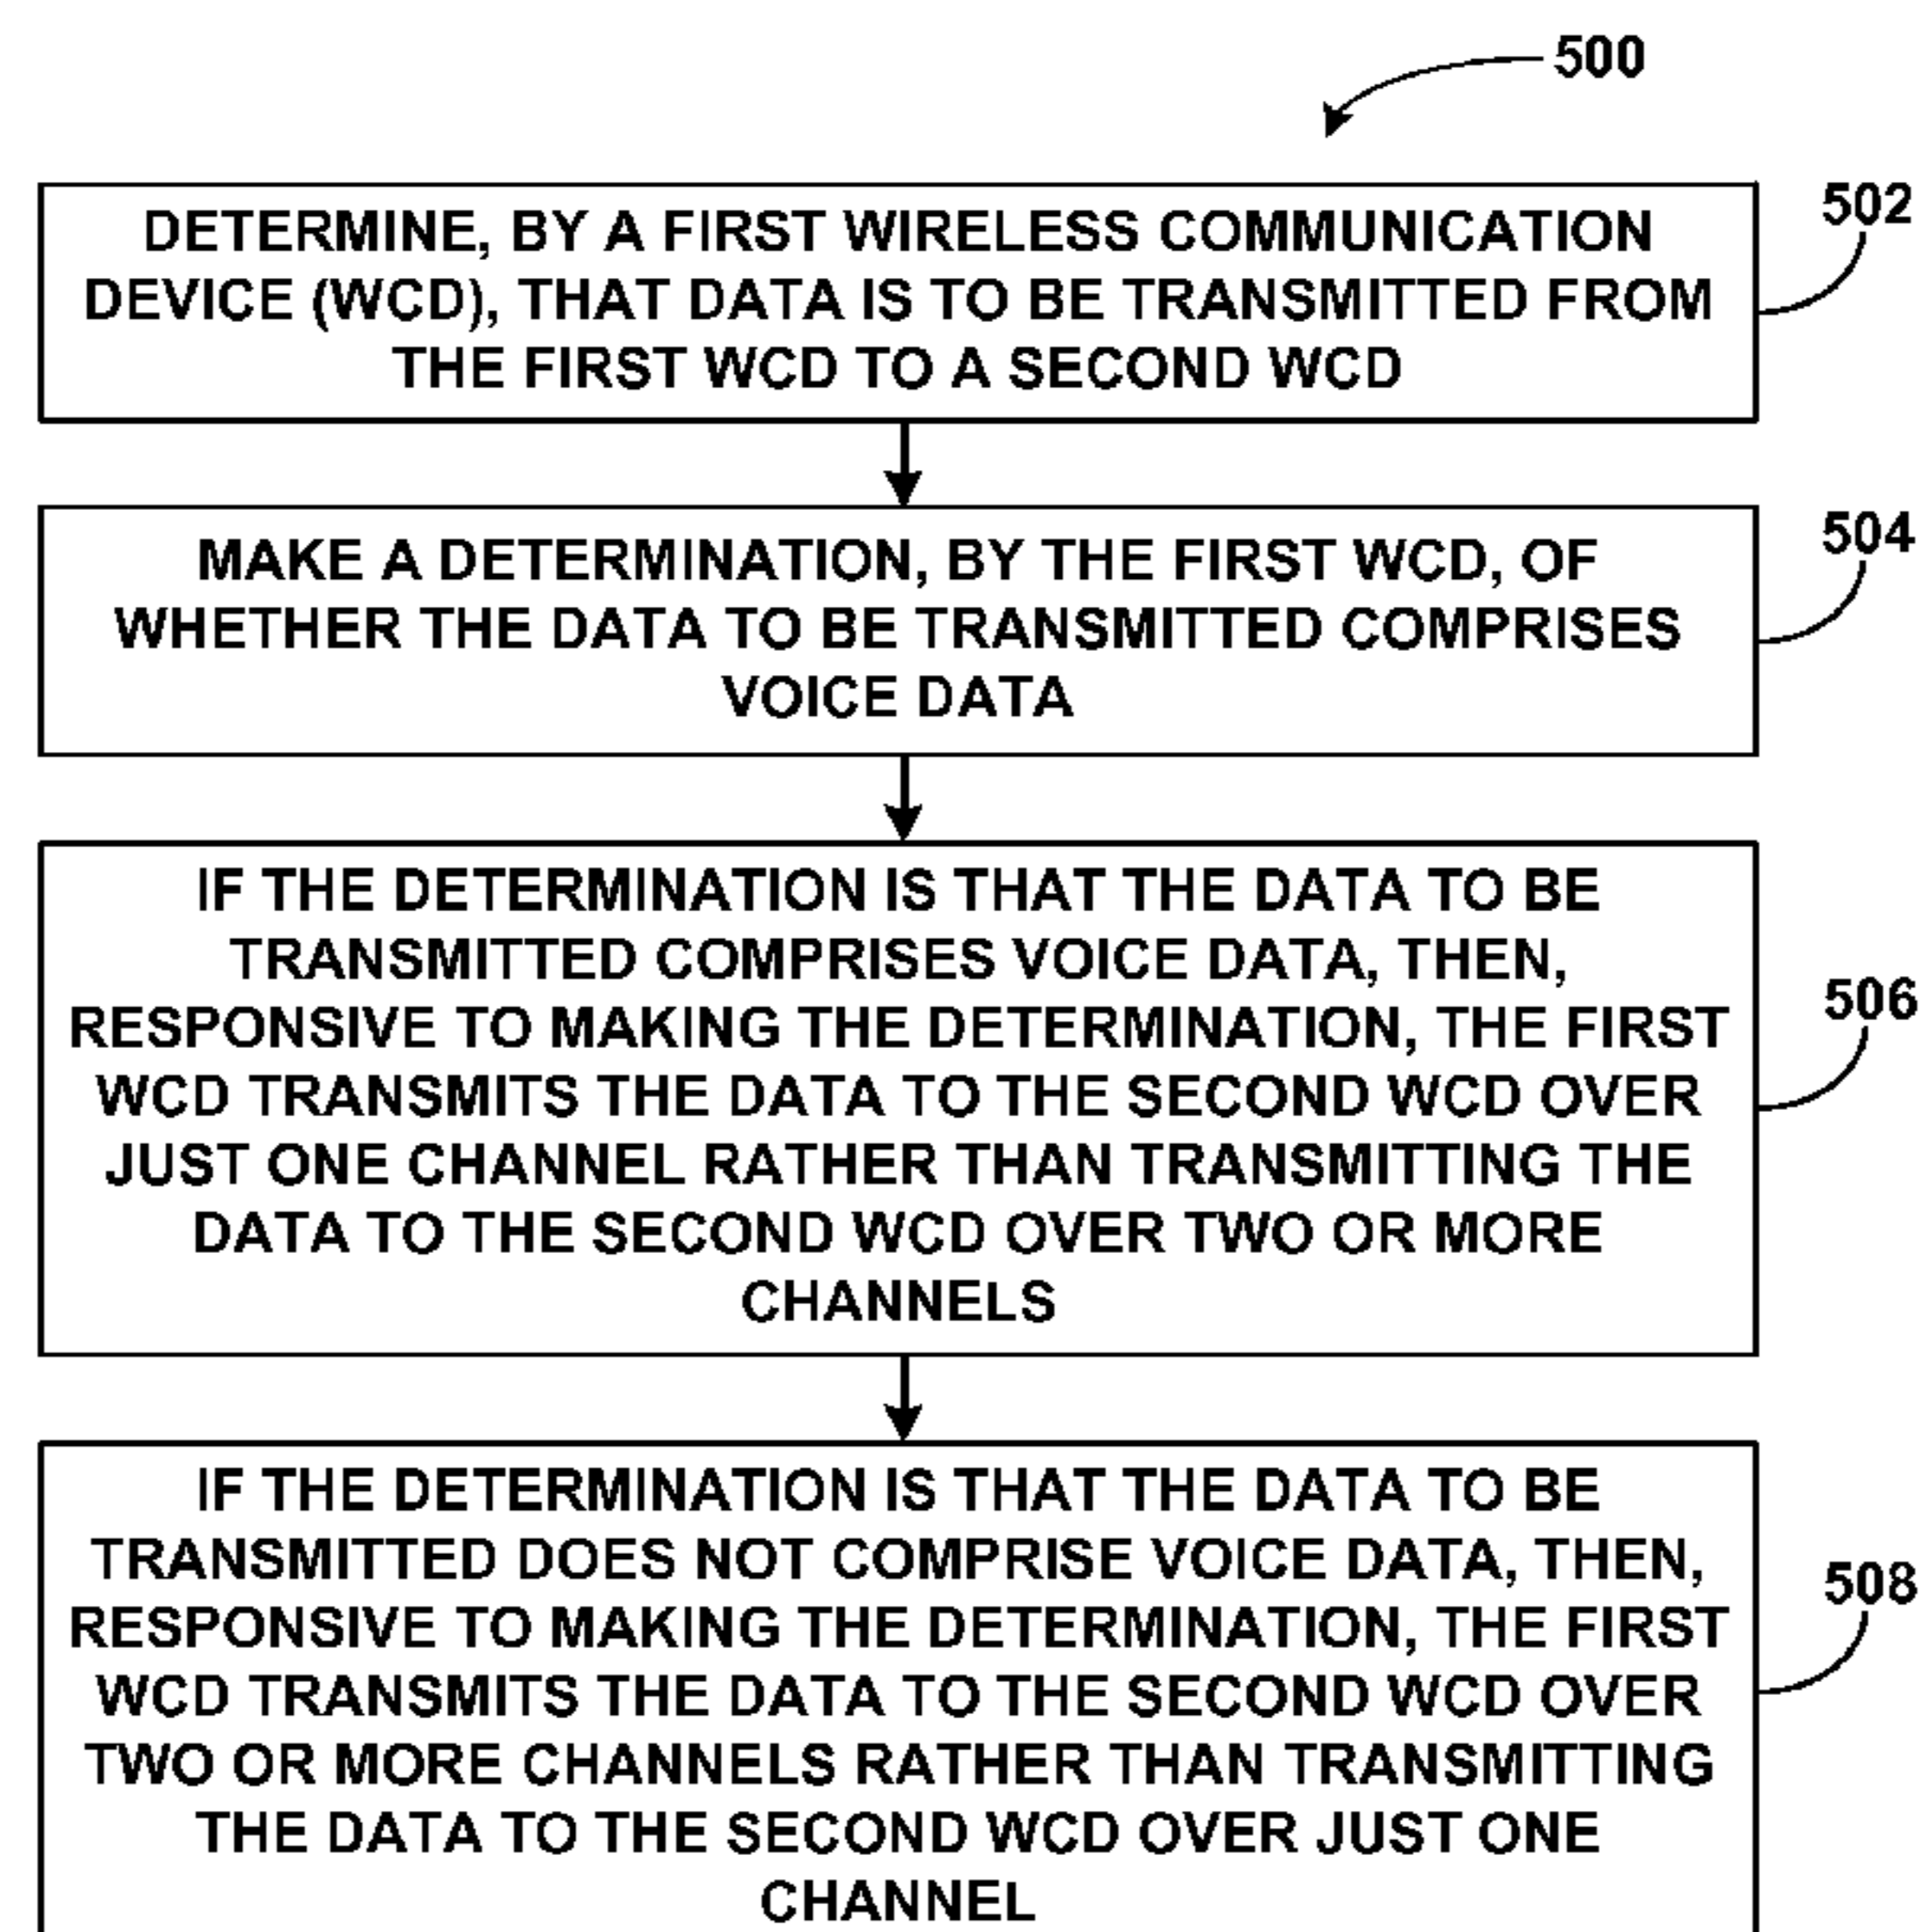 500
DETERMINE, BY A FIRST WIRELESS COMMUNICATION
DEVICE (WCD), THAT DATA IS TO BE TRANSMITTED FROM
THE FIRST WCD TO A SECOND WCD
502
MAKE A DETERMINATION, BY THE FIRST WCD, OF
WHETHER THE DATA TO BE TRANSMITTED COMPRISES
VOICE DATA
504
IF THE DETERMINATION IS THAT THE DATA TO BE
TRANSMITTED COMPRISES VOICE DATA, THEN,
RESPONSIVE TO MAKING THE DETERMINATION, THE FIRST
WCD TRANSMITS THE DATA TO THE SECOND WCD OVER
JUST ONE CHANNEL RATHER THAN TRANSMITTING THE
DATA TO THE SECOND WCD OVER TWO OR MORE
CHANNELS
506
IF THE DETERMINATION IS THAT THE DATA TO BE
TRANSMITTED DOES NOT COMPRISE VOICE DATA, THEN,
RESPONSIVE TO MAKING THE DETERMINATION, THE FIRST
WCD TRANSMITS THE DATA TO THE SECOND WCD OVER
TWO OR MORE CHANNELS RATHER THAN TRANSMITTING
THE DATA TO THE SECOND WCD OVER JUST ONE
CHANNEL
508